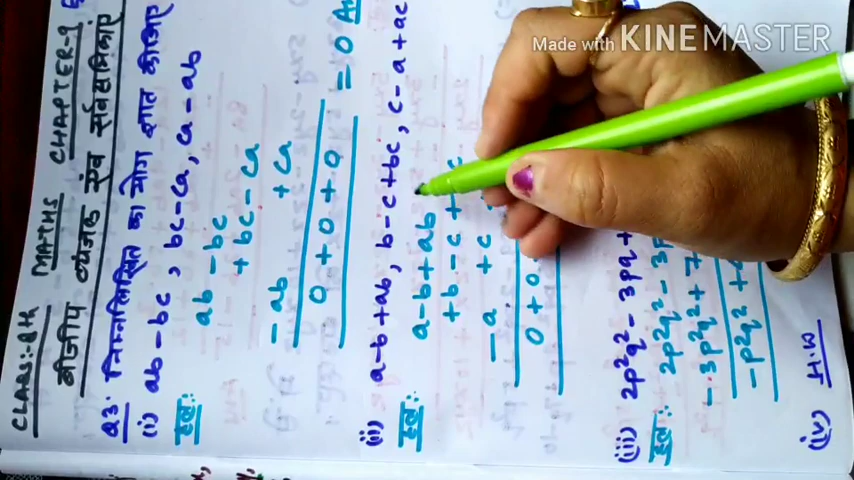 CLASS:-8th MATHS CHAPTER-9
बीजीय व्यंजक एंव सर्वसमिकाएं
Q3. निम्नलिखित का योग ज्ञात कीजिए
(i) ab-bc, bc-ca, ca-ab
हल:- ab-bc
+bc-ca
-ab +ca
0+0+0 =0 Ans
(ii) a-b+ab, b-c+bc, c-a+ac
हल:- a-b+ab
+b-c+
-a +c
0+0
(iii) 2p²q²-3pq+
हल:- 2p²q²-3p
-3p²q²+7
-p²q²+
(iv) H.W
Made with KINEMASTER